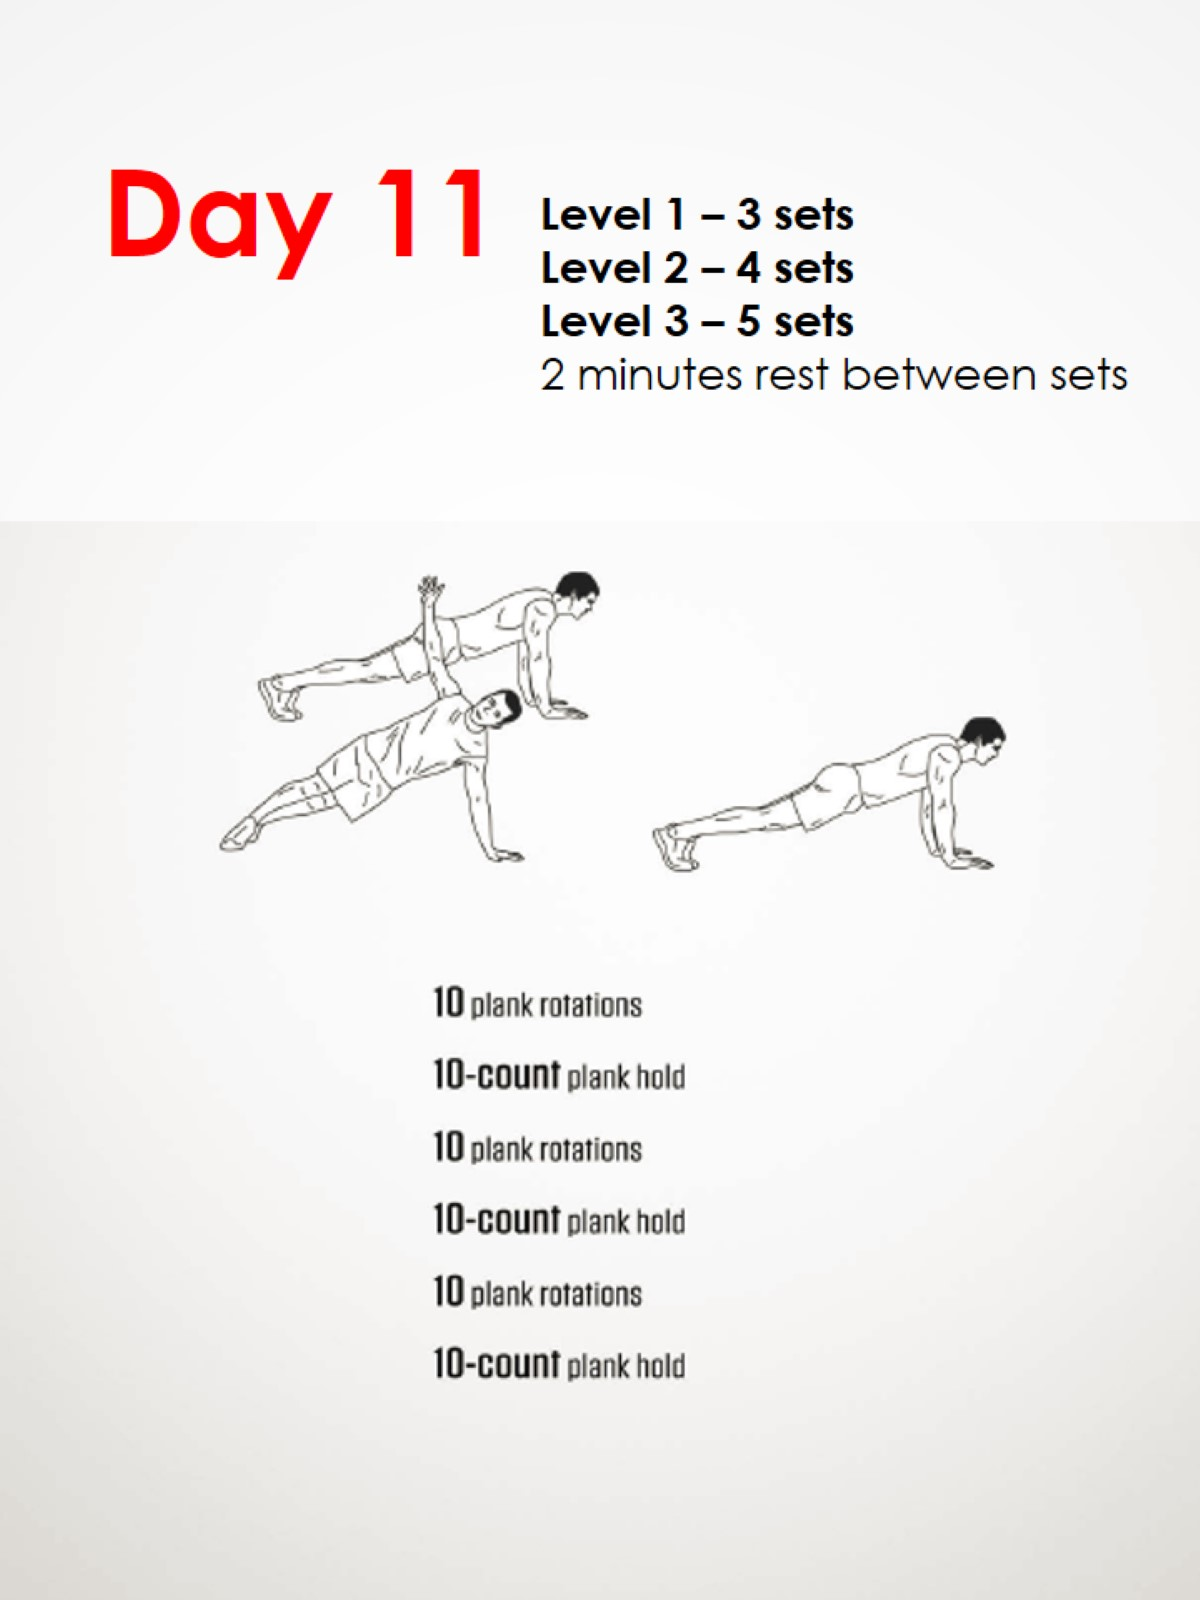 Day 11
Level 1 – 3 sets
Level 2 – 4 sets
Level 3 – 5 sets
2 minutes rest between sets
10 plank rotations
10-count plank hold
10 plank rotations
10-count plank hold
10 plank rotations
10-count plank hold